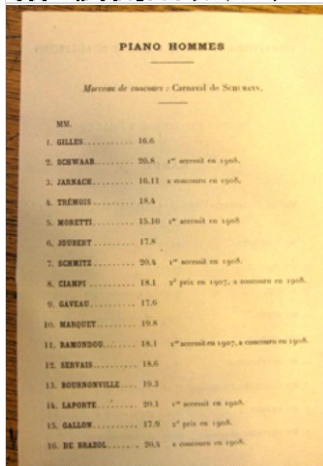 PIANO HOMMES
Morceau de concours : Carnaval de SCHUMANN.
MM.
1. GILLES.......... 16.6
2. SCHWAAB.......... 20.8 1er accessit en 1908.
3. JARNACH.......... 16.11 a concouru en 1908.
4. TRÉMOIS.......... 18.4
5. MORETTI.......... 15.10 1er accessit en 1908
6. JOUBERT.......... 17.8
7. SCHMITZ.......... 20.4 1er accessit en 1908.
8. CIAMPI.......... 18.1 2e prix en 1907, a concouru en 1908.
9. GAVEAU.......... 17.6
10. MARQUET.......... 19.8
11. RAMONDOU........ 18.1 1er accessit en 1907, a concouru en 1908.
12. SERVAIS.......... 18.6
13. BOURNONVILLE .... 19.3
14. LAPORTE.......... 20.1 1er accessit en 1908.
15. GALLON.......... 17.9 2e prix en 1908.
16. DE BRAZOL....... 20.4 a concouru en 1908.